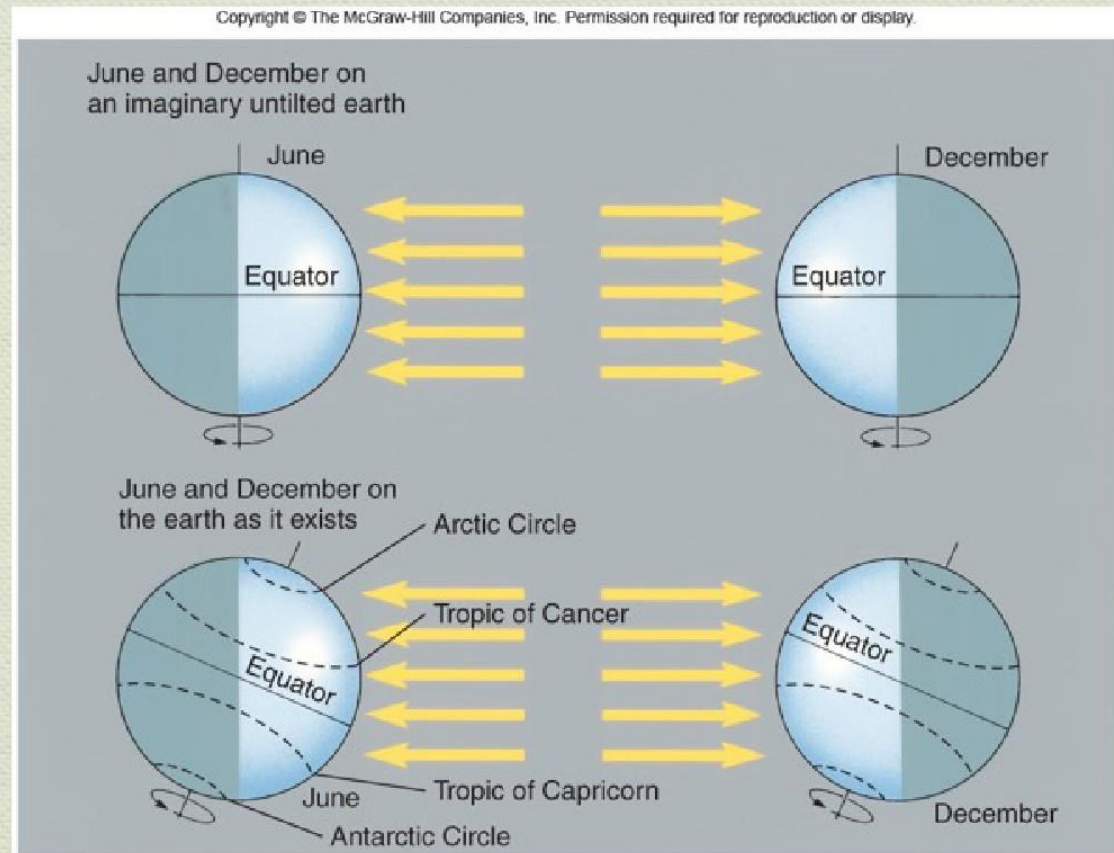 Copyright © The McGraw-Hill Companies, Inc. Permission required for reproduction or display.
June and December on
an imaginary untilted earth
June
December
Equator
Equator
June and December on
the earth as it exists
Arctic Circle
Tropic of Cancer
Equator
Equator
Tropic of Capricorn
June
December
Antarctic Circle